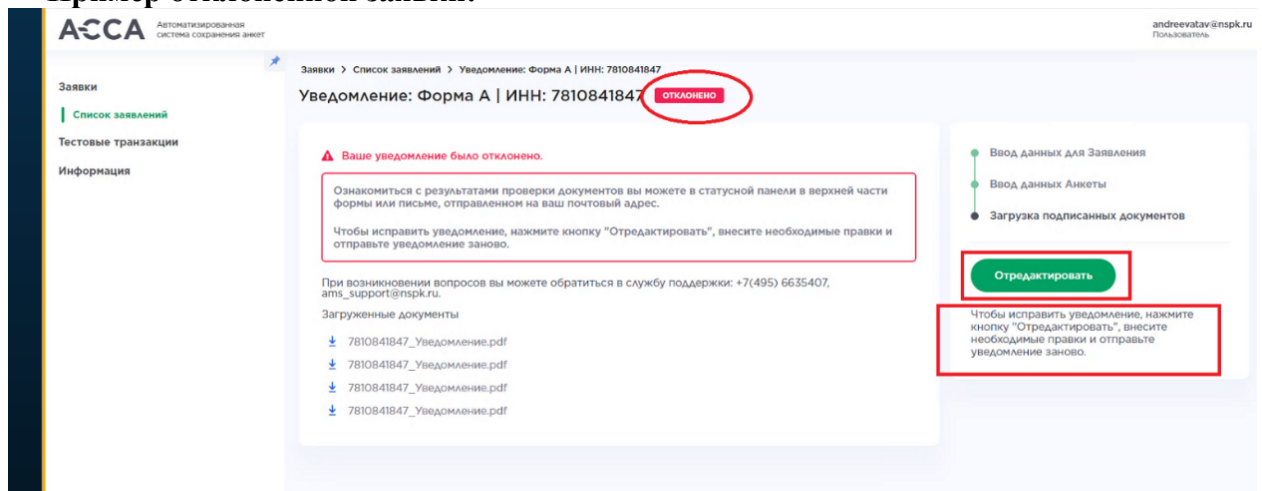 Пример отклоненной заявки:
АССА Автоматизированная
система сохранения анкет
andreevatav@nspk.ru
Пользователь
Заявки
Список заявлений
Тестовые транзакции
Информация
Заявки > Список заявлений > Уведомление: Форма А | ИНН: 7810841847
Уведомление: Форма А | ИНН: 7810841847 ОТКЛОНЕНО
Ваше уведомление было отклонено.
Ознакомиться с результатами проверки документов вы можете в статусной панели в верхней части
формы или письме, отправленном на ваш почтовый адрес.
Чтобы исправить уведомление, нажмите кнопку "Отредактировать", внесите необходимые правки и
отправьте уведомление заново.
При возникновении вопросов вы можете обратиться в службу поддержки: +7(495) 6635407,
ams_support@nspk.ru.
Загруженные документы
7810841847_Уведомление.pdf
7810841847_Уведомление.pdf
7810841847_Уведомление.pdf
7810841847_Уведомление.pdf
Ввод данных для Заявления
Ввод данных Анкеты
Загрузка подписанных документов
Отредактировать
Чтобы исправить уведомление, нажмите
кнопку "Отредактировать", внесите
необходимые правки и отправьте
уведомление заново.